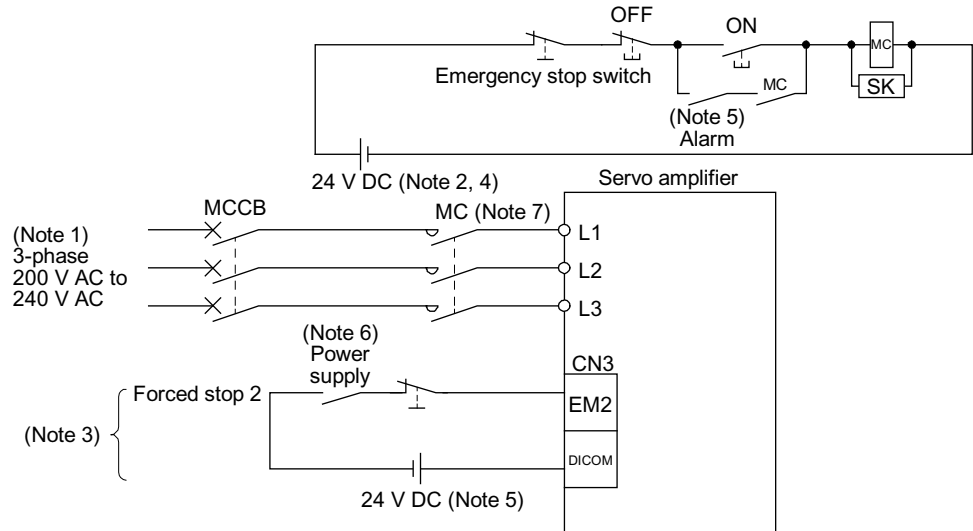 OFF
ON
MC
Emergency stop switch
SK
MC
(Note 5)
Alarm
24 V DC (Note 2, 4)
Servo amplifier
MCCB
MC (Note 7)
(Note 1)
3-phase
200 V AC to
240 V AC
L1
L2
L3
(Note 6)
Power
supply
CN3
Forced stop 2
EM2
(Note 3)
DICOM
24 V DC (Note 5)